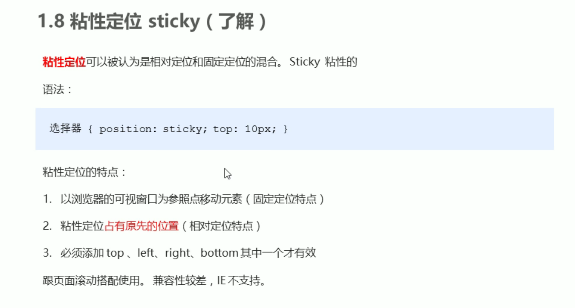 1.8 粘性定位 sticky（了解）
粘性定位可以被认为是相对定位和固定定位的混合。 Sticky 粘性的
语法：
选择器 { position: sticky; top: 10px; }
粘性定位的特点：
1. 以浏览器的可视窗口为参照点移动元素（固定定位特点）
2. 粘性定位占有原先的位置（相对定位特点）
3. 必须添加 top 、left、right、bottom 其中一个才有效
跟页面滚动搭配使用。 兼容性较差，IE 不支持。